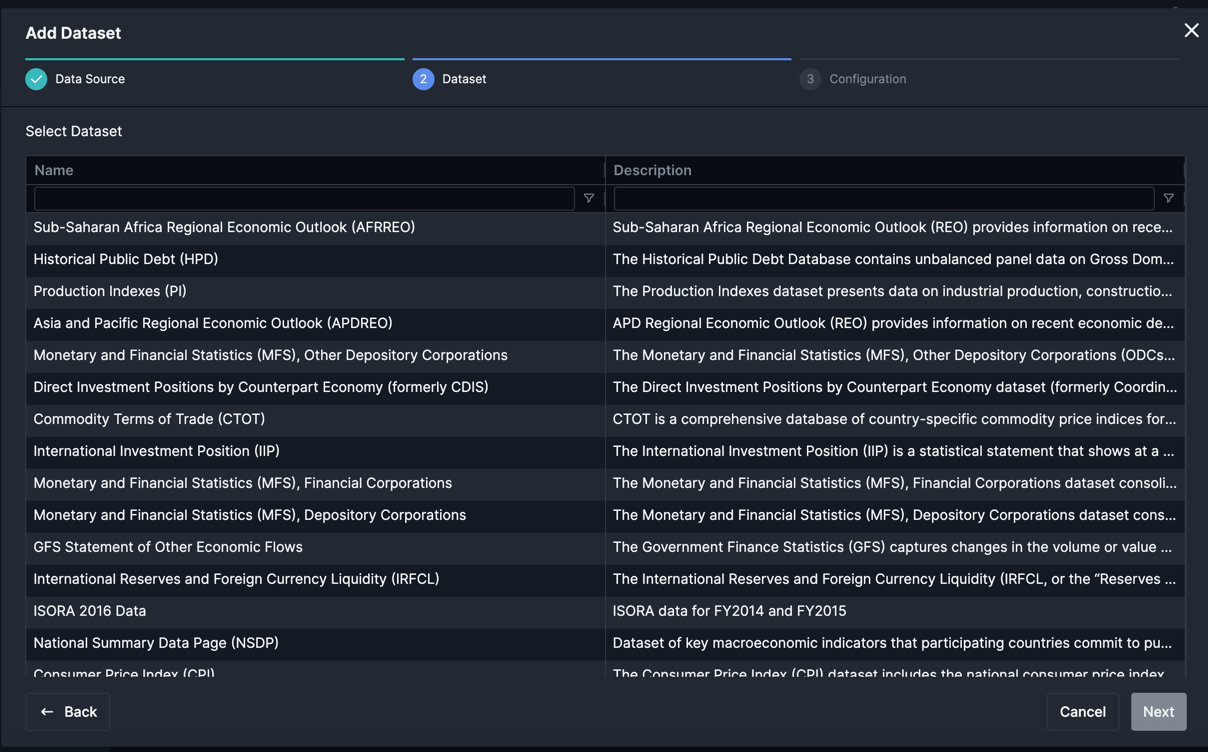 Add Dataset
Data Source
2 Dataset
3 Configuration
Select Dataset
Name Description
Sub-Saharan Africa Regional Economic Outlook (AFRREO) Sub-Saharan Africa Regional Economic Outlook (REO) provides information on rece...
Historical Public Debt (HPD) The Historical Public Debt Database contains unbalanced panel data on Gross Dom...
Production Indexes (PI) The Production Indexes dataset presents data on industrial production, constructio...
Asia and Pacific Regional Economic Outlook (APDREO) APD Regional Economic Outlook (REO) provides information on recent economic de...
Monetary and Financial Statistics (MFS), Other Depository Corporations The Monetary and Financial Statistics (MFS), Other Depository Corporations (ODCs...
Direct Investment Positions by Counterpart Economy (formerly CDIS) The Direct Investment Positions by Counterpart Economy dataset (formerly Coordin...
Commodity Terms of Trade (CTOT) CTOT is a comprehensive database of country-specific commodity price indices for...
International Investment Position (IIP) The International Investment Position (IIP) is a statistical statement that shows at a ...
Monetary and Financial Statistics (MFS), Financial Corporations The Monetary and Financial Statistics (MFS), Financial Corporations dataset consoli...
Monetary and Financial Statistics (MFS), Depository Corporations The Monetary and Financial Statistics (MFS), Depository Corporations dataset cons...
GFS Statement of Other Economic Flows The Government Finance Statistics (GFS) captures changes in the volume or value ...
International Reserves and Foreign Currency Liquidity (IRFCL) The International Reserves and Foreign Currency Liquidity (IRFCL, or the “Reserves ...
ISORA 2016 Data ISORA data for FY2014 and FY2015
National Summary Data Page (NSDP) Dataset of key macroeconomic indicators that participating countries commit to pu...
Consumer Price Index (CPI) The Consumer Price Index (CPI) dataset includes the national consumer price index
← Back Cancel Next